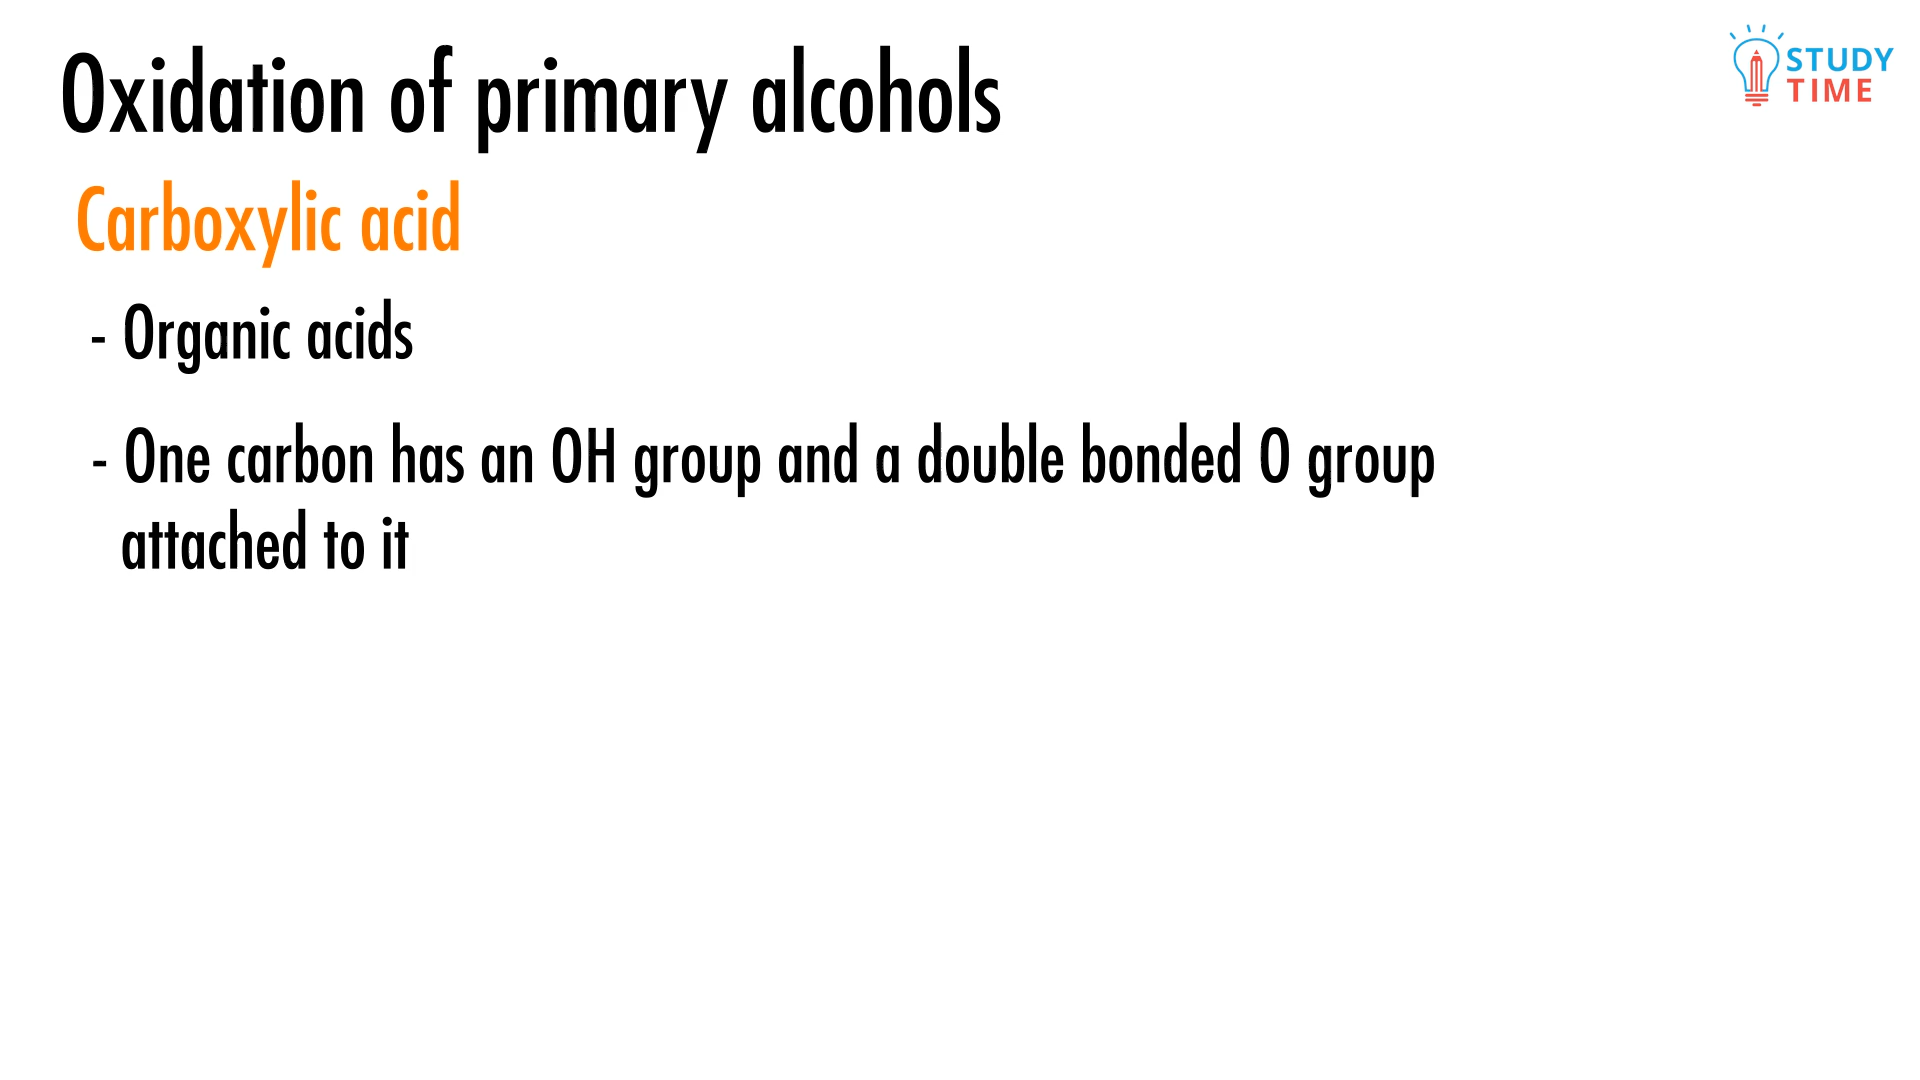 Oxidation of primary alcohols
STUDY
TIME
Carboxylic acid
- Organic acids
- One carbon has an OH group and a double bonded O group
attached to it